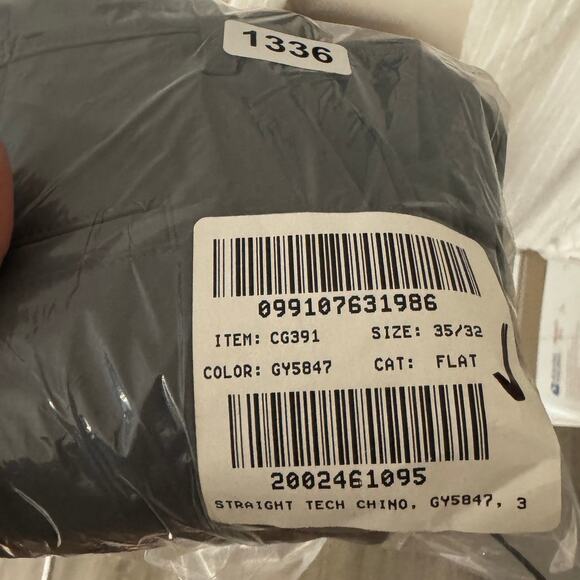 1336
099107631986
ITEM: CG391 SIZE: 35/32
COLOR: GY5847 CAT: FLAT
2002461095
STRAIGHT TECH CHINO, GY5847, 3